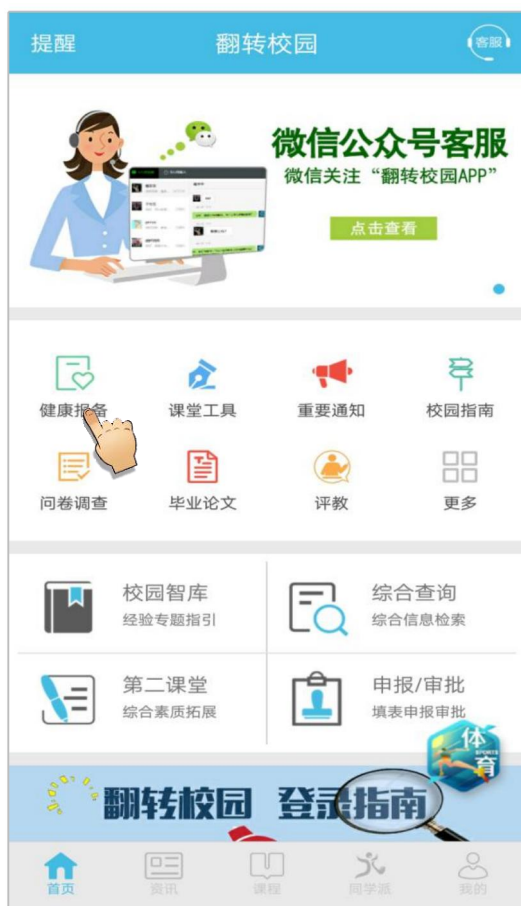 提醒
翻转校园
客服
微信公众号客服
微信关注“翻转校园APP”
点击查看
健康报备
课堂工具
重要通知
校园指南
问卷调查
毕业论文
评教
更多
校园智库
经验专题指引
综合查询
综合信息检索
第二课堂
综合素质拓展
申报/审批
填表申报审批
体
SPORTS
育
翻转校园 登录指南
首页
资讯
课程
同学派
我的